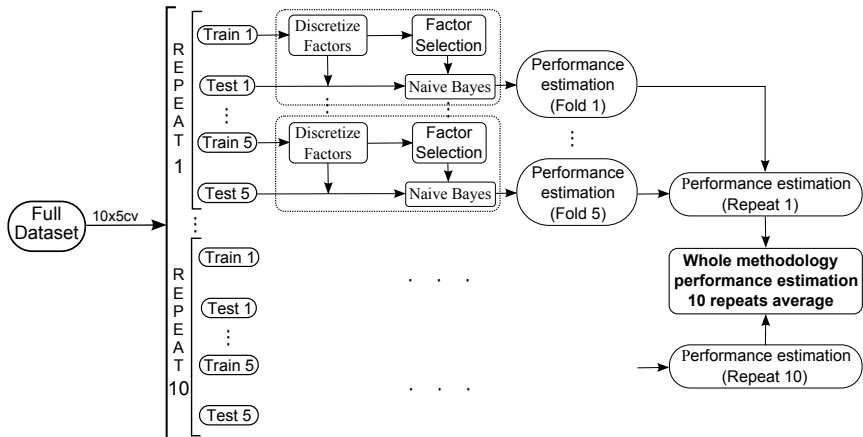 Full
Dataset
10x5cv
REPEAT 1
Train 1
Discretize
Factors
Factor
Selection
Test 1
Naive Bayes
Performance
estimation
(Fold 1)
Train 5
Discretize
Factors
Factor
Selection
Test 5
Naive Bayes
Performance
estimation
(Fold 5)
Performance estimation
(Repeat 1)
Whole methodology
performance estimation
10 repeats average
REPEAT 10
Train 1
Test 1
Train 5
Test 5
Performance estimation
(Repeat 10)